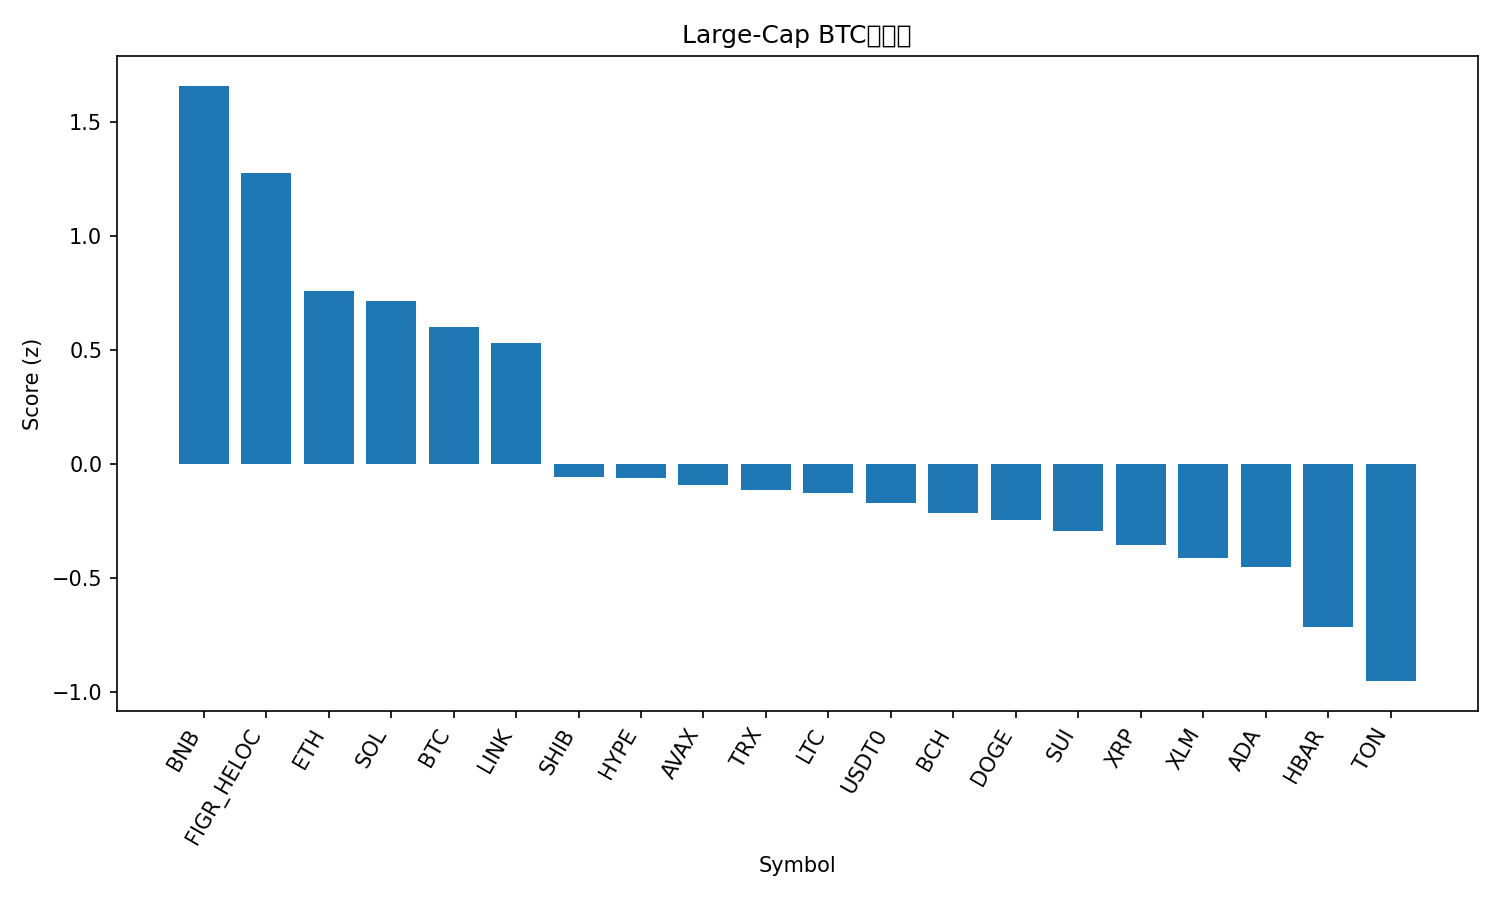 Large-Cap BTC
Score (z)
1.5
1.0
0.5
0.0
−0.5
−1.0
BNB
FIGR_HELOC
ETH
SOL
BTC
LINK
SHIB
HYPE
AVAX
TRX
LTC
USDT0
BCH
DOGE
SUI
XRP
XLM
ADA
HBAR
TON
Symbol